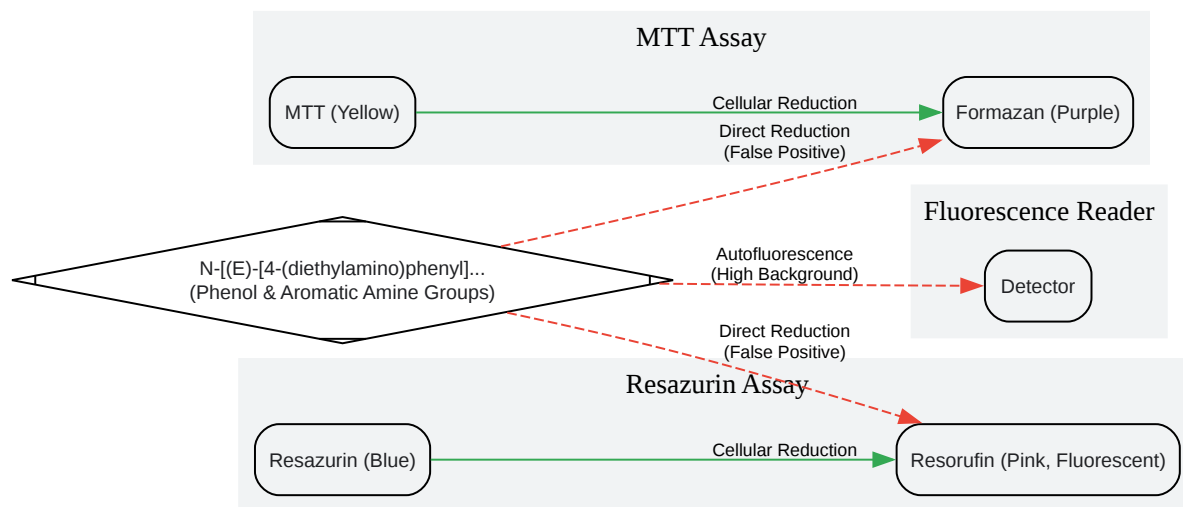 MTT Assay
MTT (Yellow)
Cellular Reduction
Formazan (Purple)
Direct Reduction
(False Positive)
Fluorescence Reader
N-[(E)-[4-(diethylamino)phenyl]...
(Phenol & Aromatic Amine Groups)
Autofluorescence
(High Background)
Detector
Direct Reduction
(False Positive)
Resazurin Assay
Resazurin (Blue)
Cellular Reduction
Resorufin (Pink, Fluorescent)